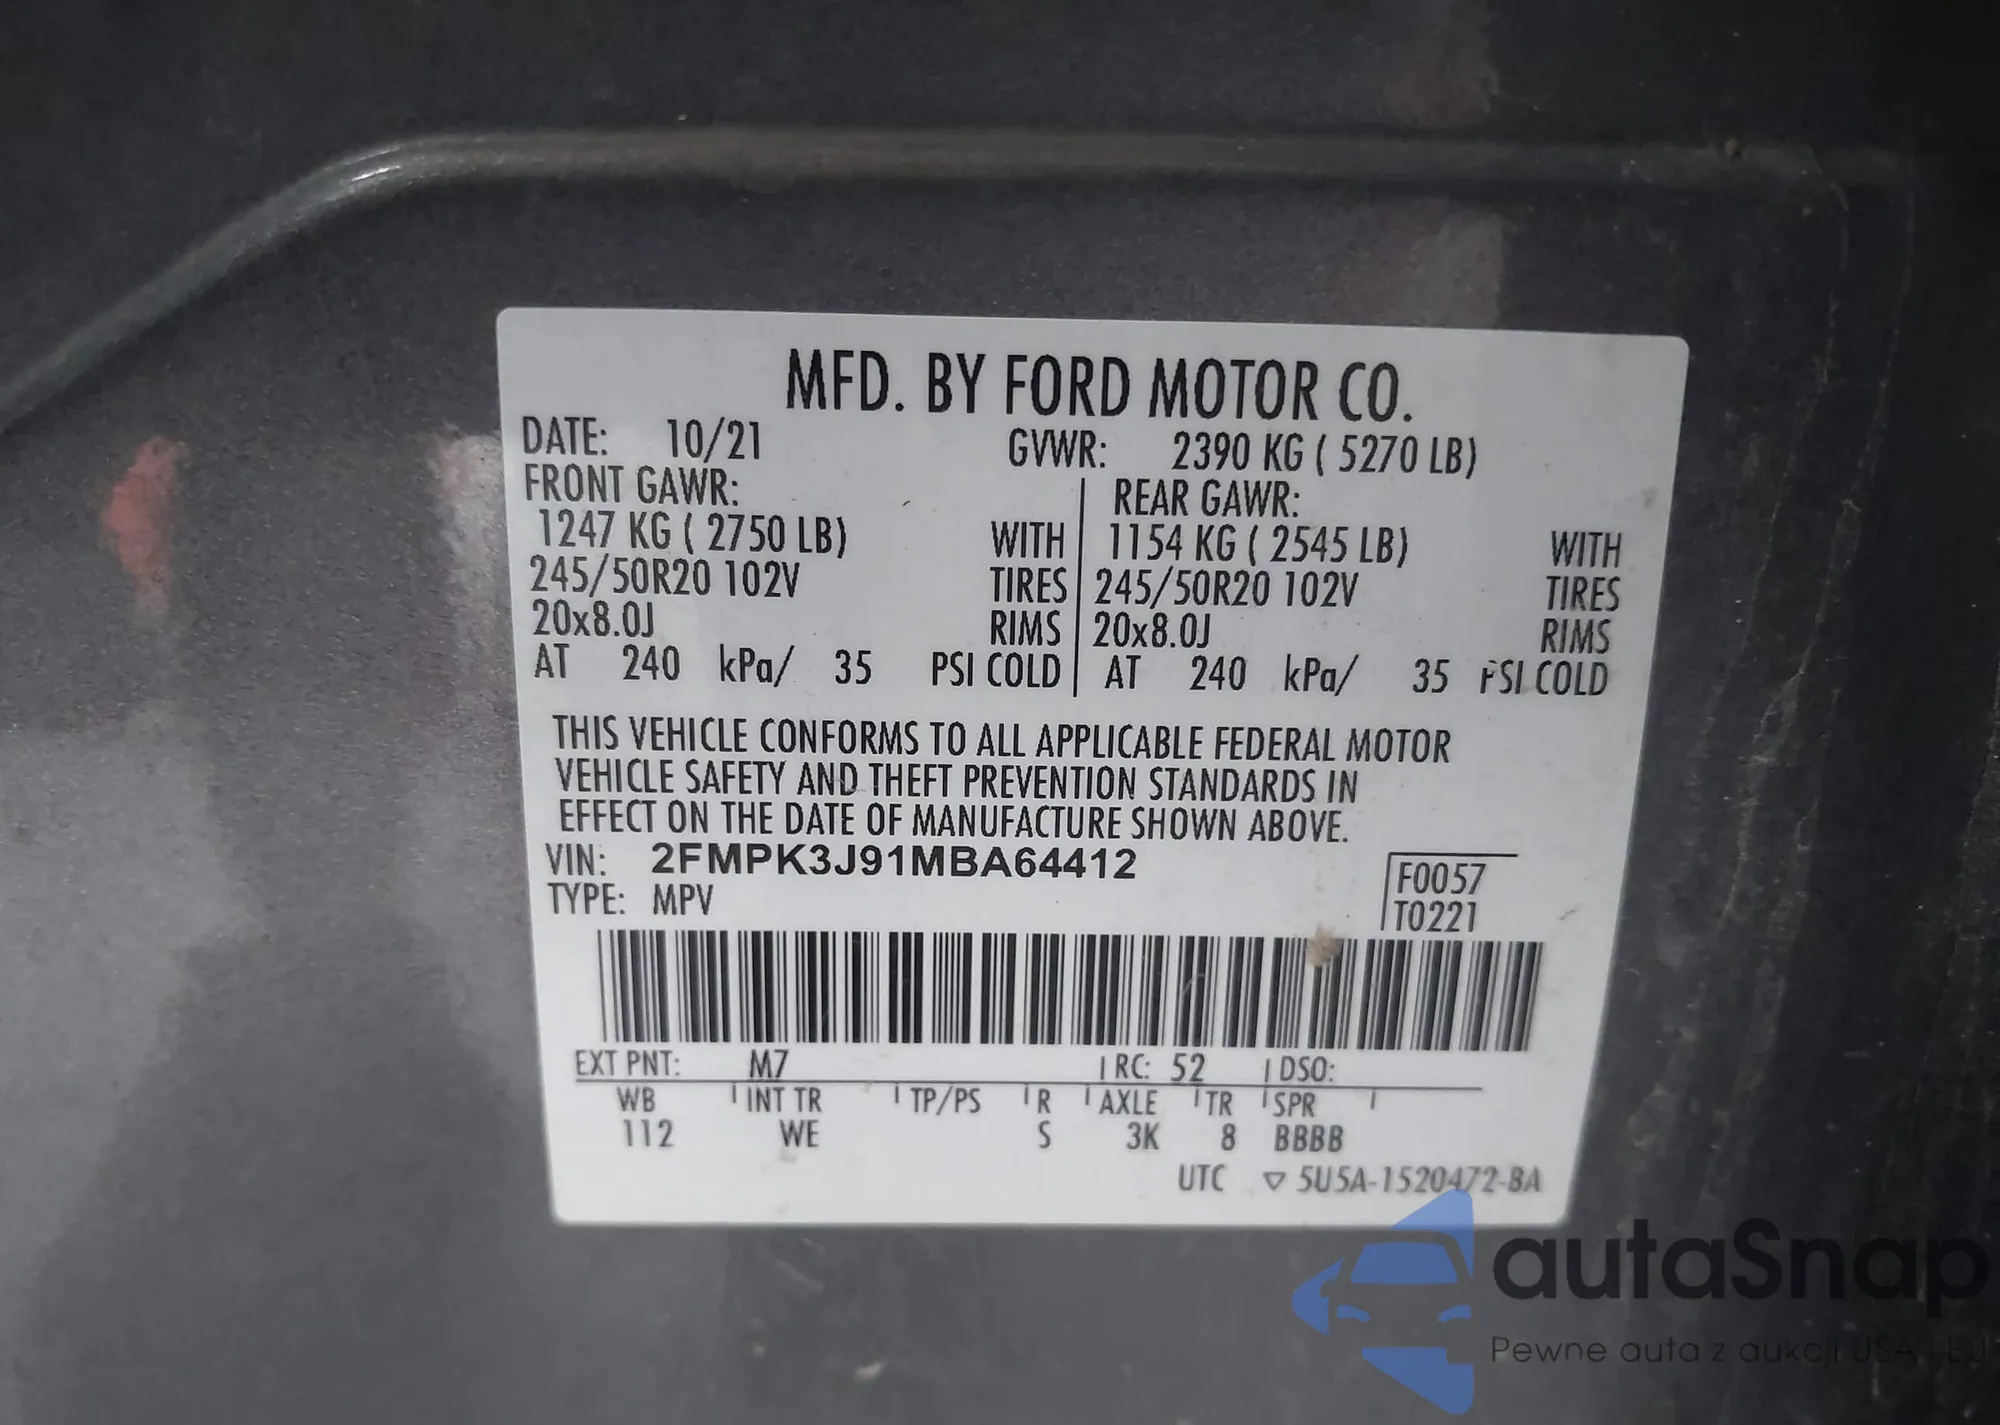 MFD. BY FORD MOTOR CO.
DATE: 10/21 GVWR: 2390 KG ( 5270 LB)
FRONT GAWR: REAR GAWR:
1247 KG ( 2750 LB) WITH 1154 KG ( 2545 LB) WITH
245/50R20 102V TIRES 245/50R20 102V TIRES
20x8.0J RIMS 20x8.0J RIMS
AT 240 kPa/ 35 PSI COLD AT 240 kPa/ 35 PSI COLD
THIS VEHICLE CONFORMS TO ALL APPLICABLE FEDERAL MOTOR
VEHICLE SAFETY AND THEFT PREVENTION STANDARDS IN
EFFECT ON THE DATE OF MANUFACTURE SHOWN ABOVE.
VIN: 2FMPK3J91MBA64412 F0057
TYPE: MPV T0221
EXT PNT: M7 RC: 52 DSO:
WB INT TR TP/PS R AXLE TR SPR
112 WE S 3K 8 BBBB
UTC ▽ 5U5A-1520472-BA
autaSnap
Pewne auta z aukcji USA - EU